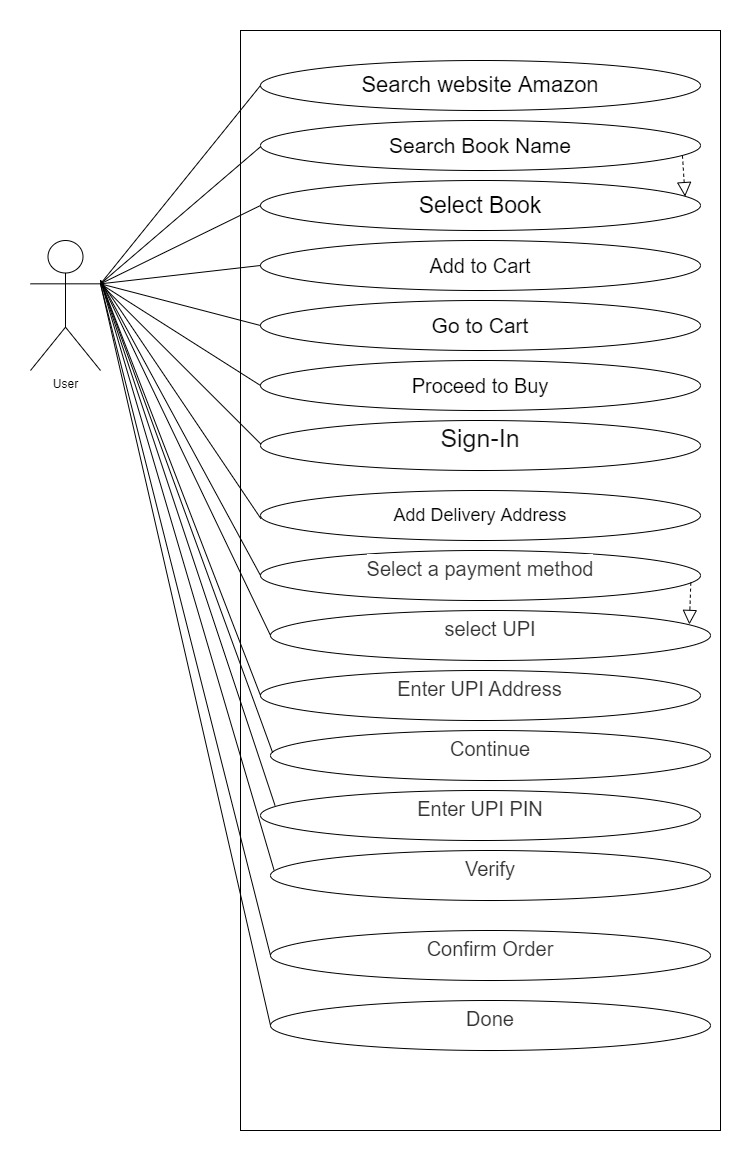 Search website Amazon
Search Book Name
Select Book
Add to Cart
Go to Cart
User
Proceed to Buy
Sign-In
Add Delivery Address
Select a payment method
select UPI
Enter UPI Address
Continue
Enter UPI PIN
Verify
Confirm Order
Done